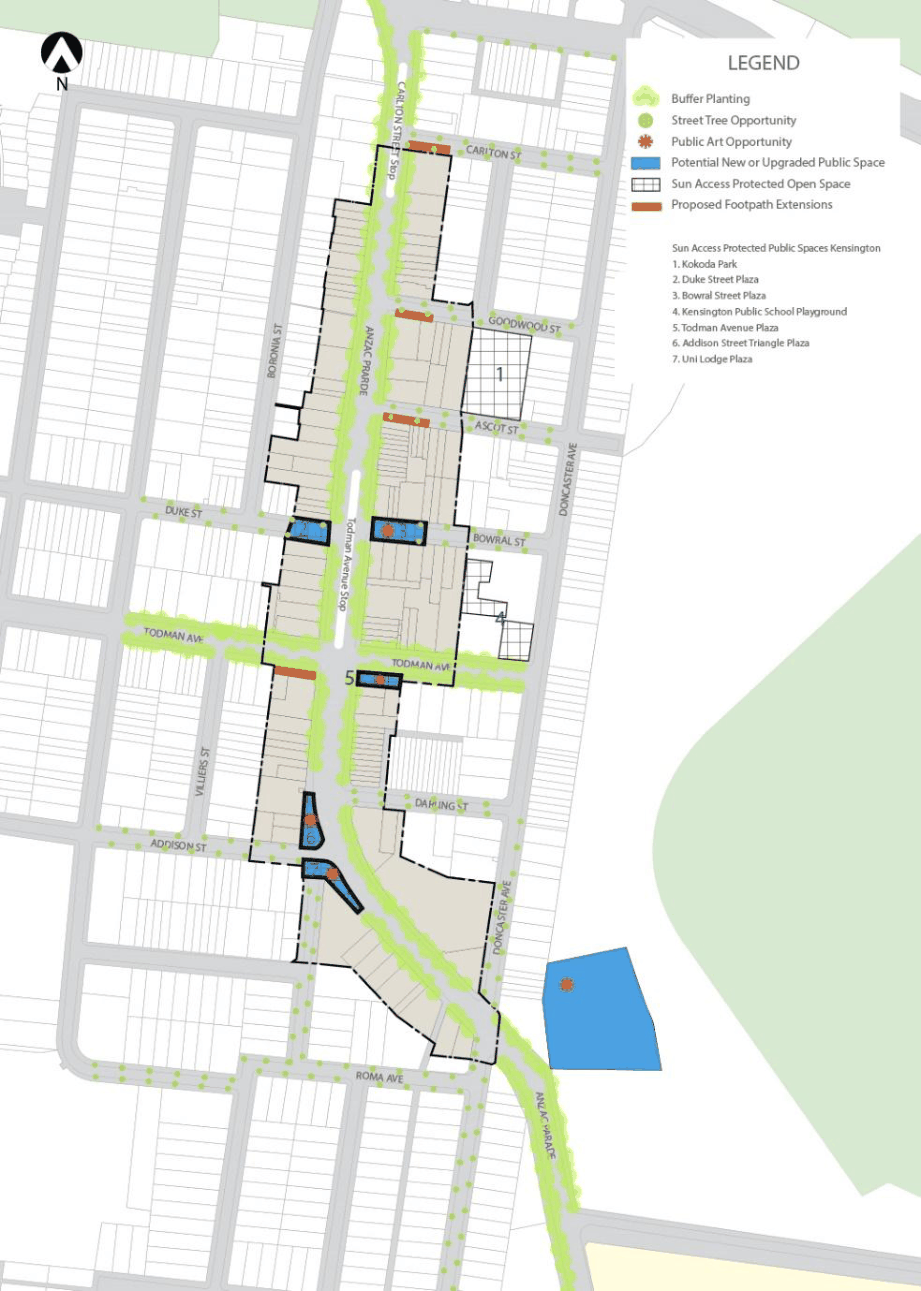 N
LEGEND
Buffer Planting
Street Tree Opportunity
Public Art Opportunity
Potential New or Upgraded Public Space
Sun Access Protected Open Space
Proposed Footpath Extensions
Sun Access Protected Public Spaces Kensington
1. Kokoda Park
2. Duke Street Plaza
3. Bowral Street Plaza
4. Kensington Public School Playground
5. Todman Avenue Plaza
6. Addison Street Triangle Plaza
7. Uni Lodge Plaza
CARLTON STREET Stop
CARLTON ST
GOODWOOD ST
BORONIA ST
ANZAC PRARDE
1
ASCOT ST
DONCASTER AVE
DUKE ST
BOWRAL ST
Todman Avenue Stop
4
TODMAN AVE
TODMAN AVE
5
VILLIERS ST
DARLING ST
6
ADDISON ST
DONCASTER AVE
ROMA AVE
ANZAC PARADE